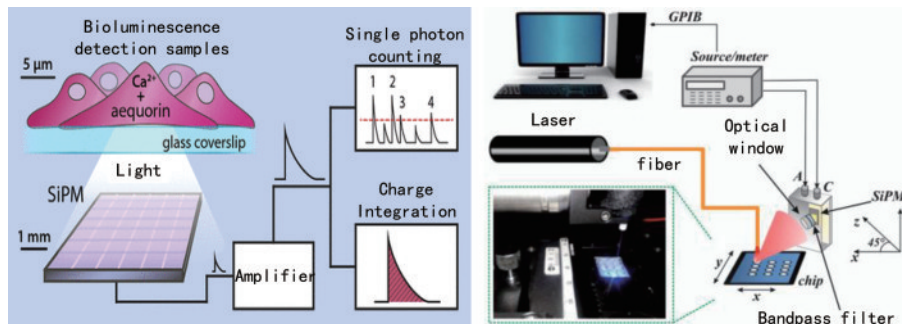 Bioluminescence
detection samples
5 μm
Ca2+
+
aequorin
glass coverslip
Light
SiPM
1 mm
Amplifier
Single photon
counting
1 2
3 4
Charge
Integration
GPIB
Source/meter
Laser
fiber
Optical
window
A C
SiPM
z
45°
x
y
x
chip
Bandpass filter